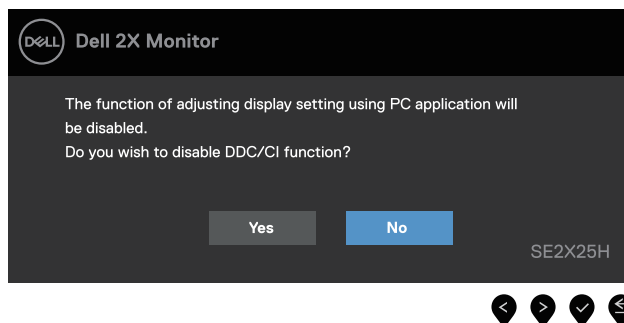 DELL
Dell 2X Monitor
The function of adjusting display setting using PC application will
be disabled.
Do you wish to disable DDC/CI function?
Yes No
SE2X25H